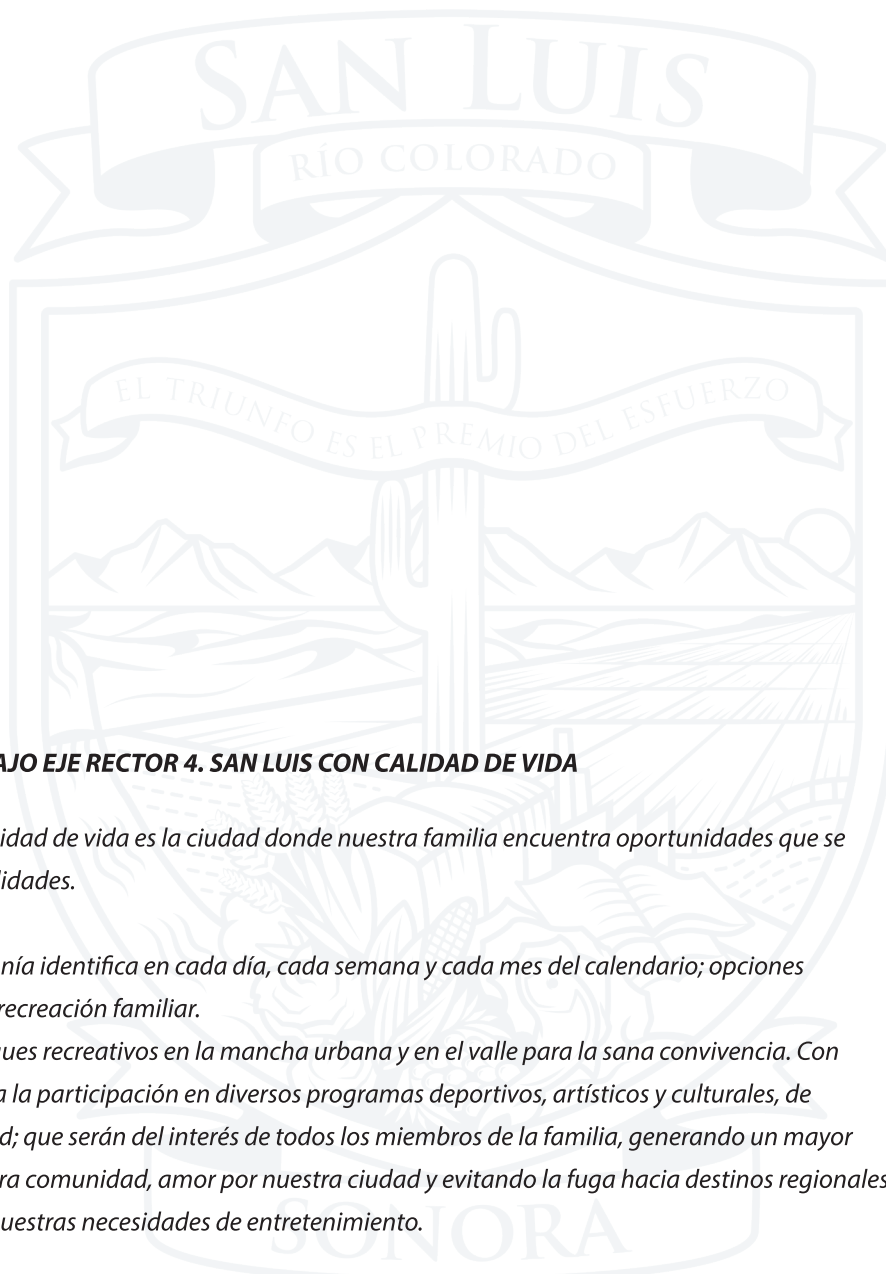 SAN LUIS
RÍO COLORADO
EL TRIUNFO ES EL PREMIO DEL ESFUERZO
AJO EJE RECTOR 4. SAN LUIS CON CALIDAD DE VIDA
idad de vida es la ciudad donde nuestra familia encuentra oportunidades que se
lidades.
nía identifica en cada día, cada semana y cada mes del calendario; opciones
recreación familiar.
ques recreativos en la mancha urbana y en el valle para la sana convivencia. Con
a la participación en diversos programas deportivos, artísticos y culturales, de
d; que serán del interés de todos los miembros de la familia, generando un mayor
ra comunidad, amor por nuestra ciudad y evitando la fuga hacia destinos regionales
uestras necesidades de entretenimiento.
SONORA